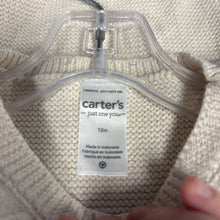 carter's
just one you
12M
Made in Indonesia
Fabriqué en Indonésie
Hecho en Indonesia